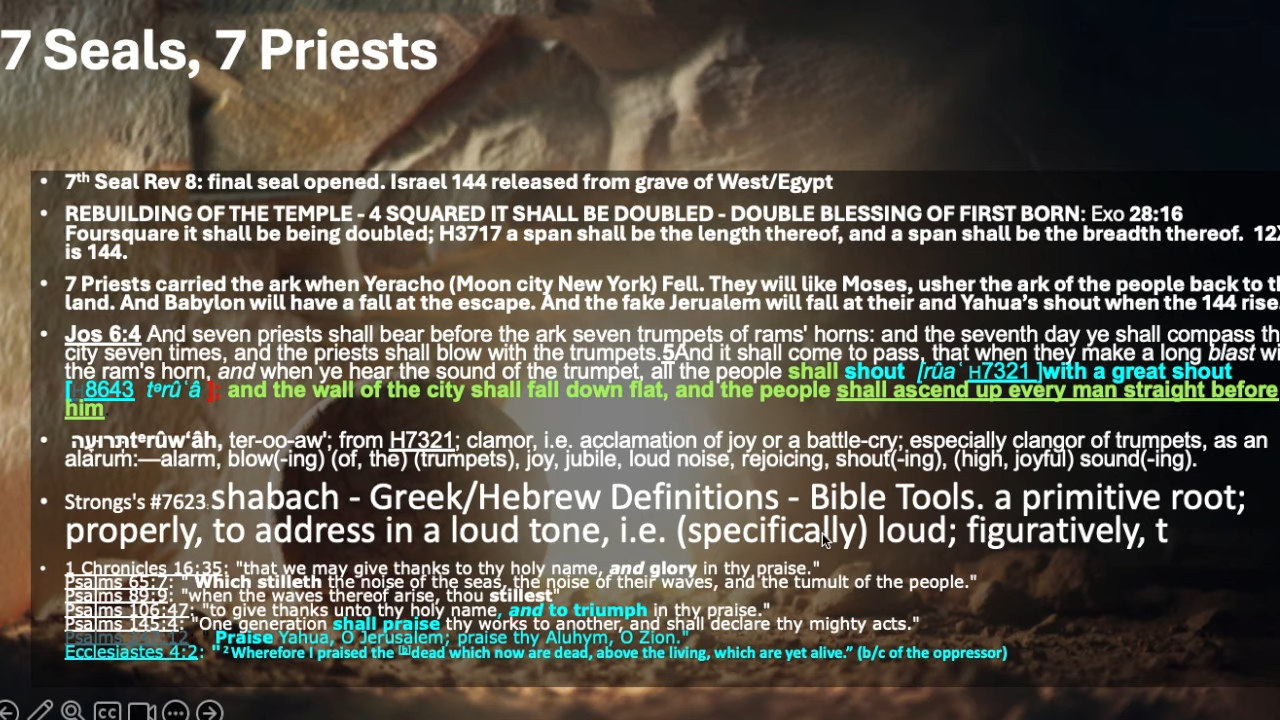 7 Seals, 7 Priests
• 7th Seal Rev 8: final seal opened. Israel 144 released from grave of West/Egypt
• REBUILDING OF THE TEMPLE - 4 SQUARED IT SHALL BE DOUBLED - DOUBLE BLESSING OF FIRST BORN: Exo 28:16
Foursquare it shall be being doubled; H3717 a span shall be the length thereof, and a span shall be the breadth thereof. 12X
is 144.
• 7 Priests carried the ark when Yeracho (Moon city New York) Fell. They will like Moses, usher the ark of the people back to th
land. And Babylon will have a fall at the escape. And the fake Jerusalem will fall at their and Yahua's shout when the 144 rise.
• Jos 6:4 And seven priests shall bear before the ark seven trumpets of rams' horns: and the seventh day ye shall compass th
city seven times, and the priests shall blow with the trumpets.5And it shall come to pass, that when they make a long blast wi
the ram's horn, and when ye hear the sound of the trumpet, all the people shall shout [rûaʿ H7321 ]with a great shout
[H8643 tᵉrûʿâ ]; and the wall of the city shall fall down flat, and the people shall ascend up every man straight before
him.
• תְּרוּעָהtᵉrûwʻâh, ter-oo-aw'; from H7321; clamor, i.e. acclamation of joy or a battle-cry; especially clangor of trumpets, as an
alarum:—alarm, blow(-ing) (of, the) (trumpets), joy, jubile, loud noise, rejoicing, shout(-ing), (high, joyful) sound(-ing).
• Strongs's #7623: shabach - Greek/Hebrew Definitions - Bible Tools. a primitive root;
properly, to address in a loud tone, i.e. (specifically) loud; figuratively, t
• 1 Chronicles 16:35: "that we may give thanks to thy holy name, and glory in thy praise."
Psalms 65:7: " Which stilleth the noise of the seas, the noise of their waves, and the tumult of the people."
Psalms 89:9: "when the waves thereof arise, thou stillest"
Psalms 106:47: "to give thanks unto thy holy name, and to triumph in thy praise."
Psalms 145:4: "One generation shall praise thy works to another, and shall declare thy mighty acts."
Psalms "Praise Yahua, O Jerusalem; praise thy Aluhym, O Zion."
Ecclesiastes 4:2: "2 Wherefore I praised the [b]dead which now are dead, above the living, which are yet alive.” (b/c of the oppressor)
CC